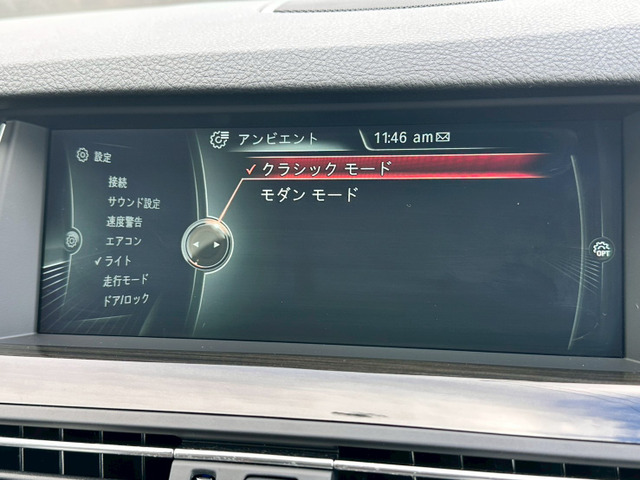 アンビエント 11:46 am
設定
接続
サウンド設定
速度警告
エアコン
ライト
走行モード
ドア/ロック
クラシック モード
モダン モード
OPT